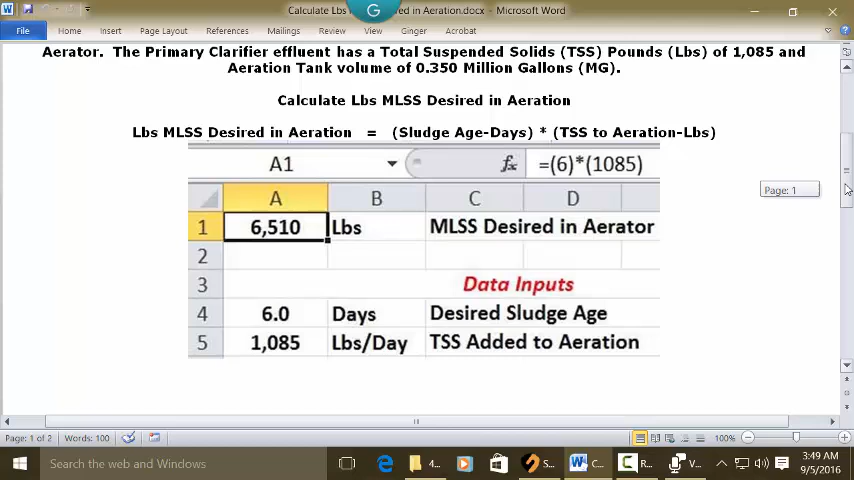 Calculate Lbs
red in Aeration.docx - Microsoft Word
G
File Home Insert Page Layout References Mailings Review View Ginger Acrobat
Aerator. The Primary Clarifier effluent has a Total Suspended Solids (TSS) Pounds (Lbs) of 1,085 and
Aeration Tank volume of 0.350 Million Gallons (MG).
Calculate Lbs MLSS Desired in Aeration
Lbs MLSS Desired in Aeration = (Sludge Age-Days) * (TSS to Aeration-Lbs)
A1 fx =(6)*(1085)
A B C D
1 6,510 Lbs MLSS Desired in Aerator
2
3 Data Inputs
4 6.0 Days Desired Sludge Age
5 1,085 Lbs/Day TSS Added to Aeration
Page: 1
Page: 1 of 2 Words: 100 100%
Search the web and Windows 4... S... C... R... V... 3:49 AM
9/5/2016